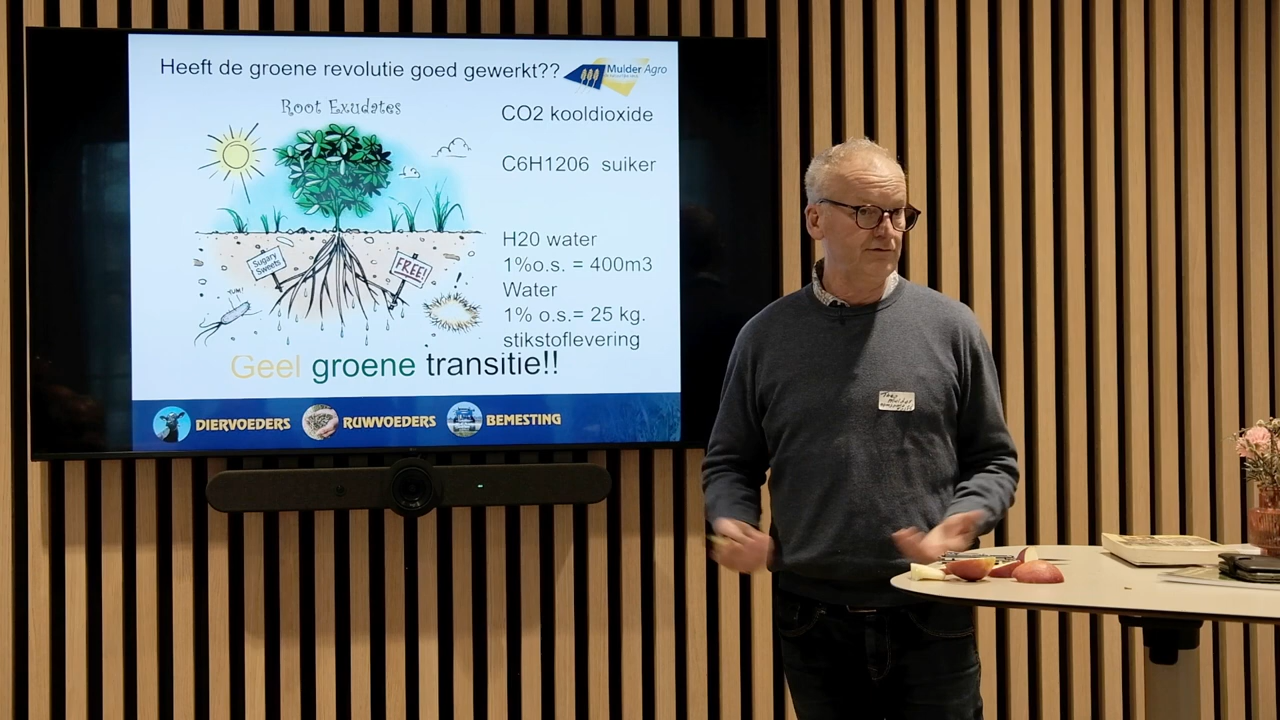 Heeft de groene revolutie goed gewerkt??
Mulder Agro
Root Exudates
CO2 kooldioxide
C6H1206 suiker
H20 water
1%o.s. = 400m3
Water
1% o.s.= 25 kg.
stikstoflevering
Sugary
Sweets
FREE!
YUM!
Geel groene transitie!!
DIERVOEDERS
RUWVOEDERS
BEMESTING